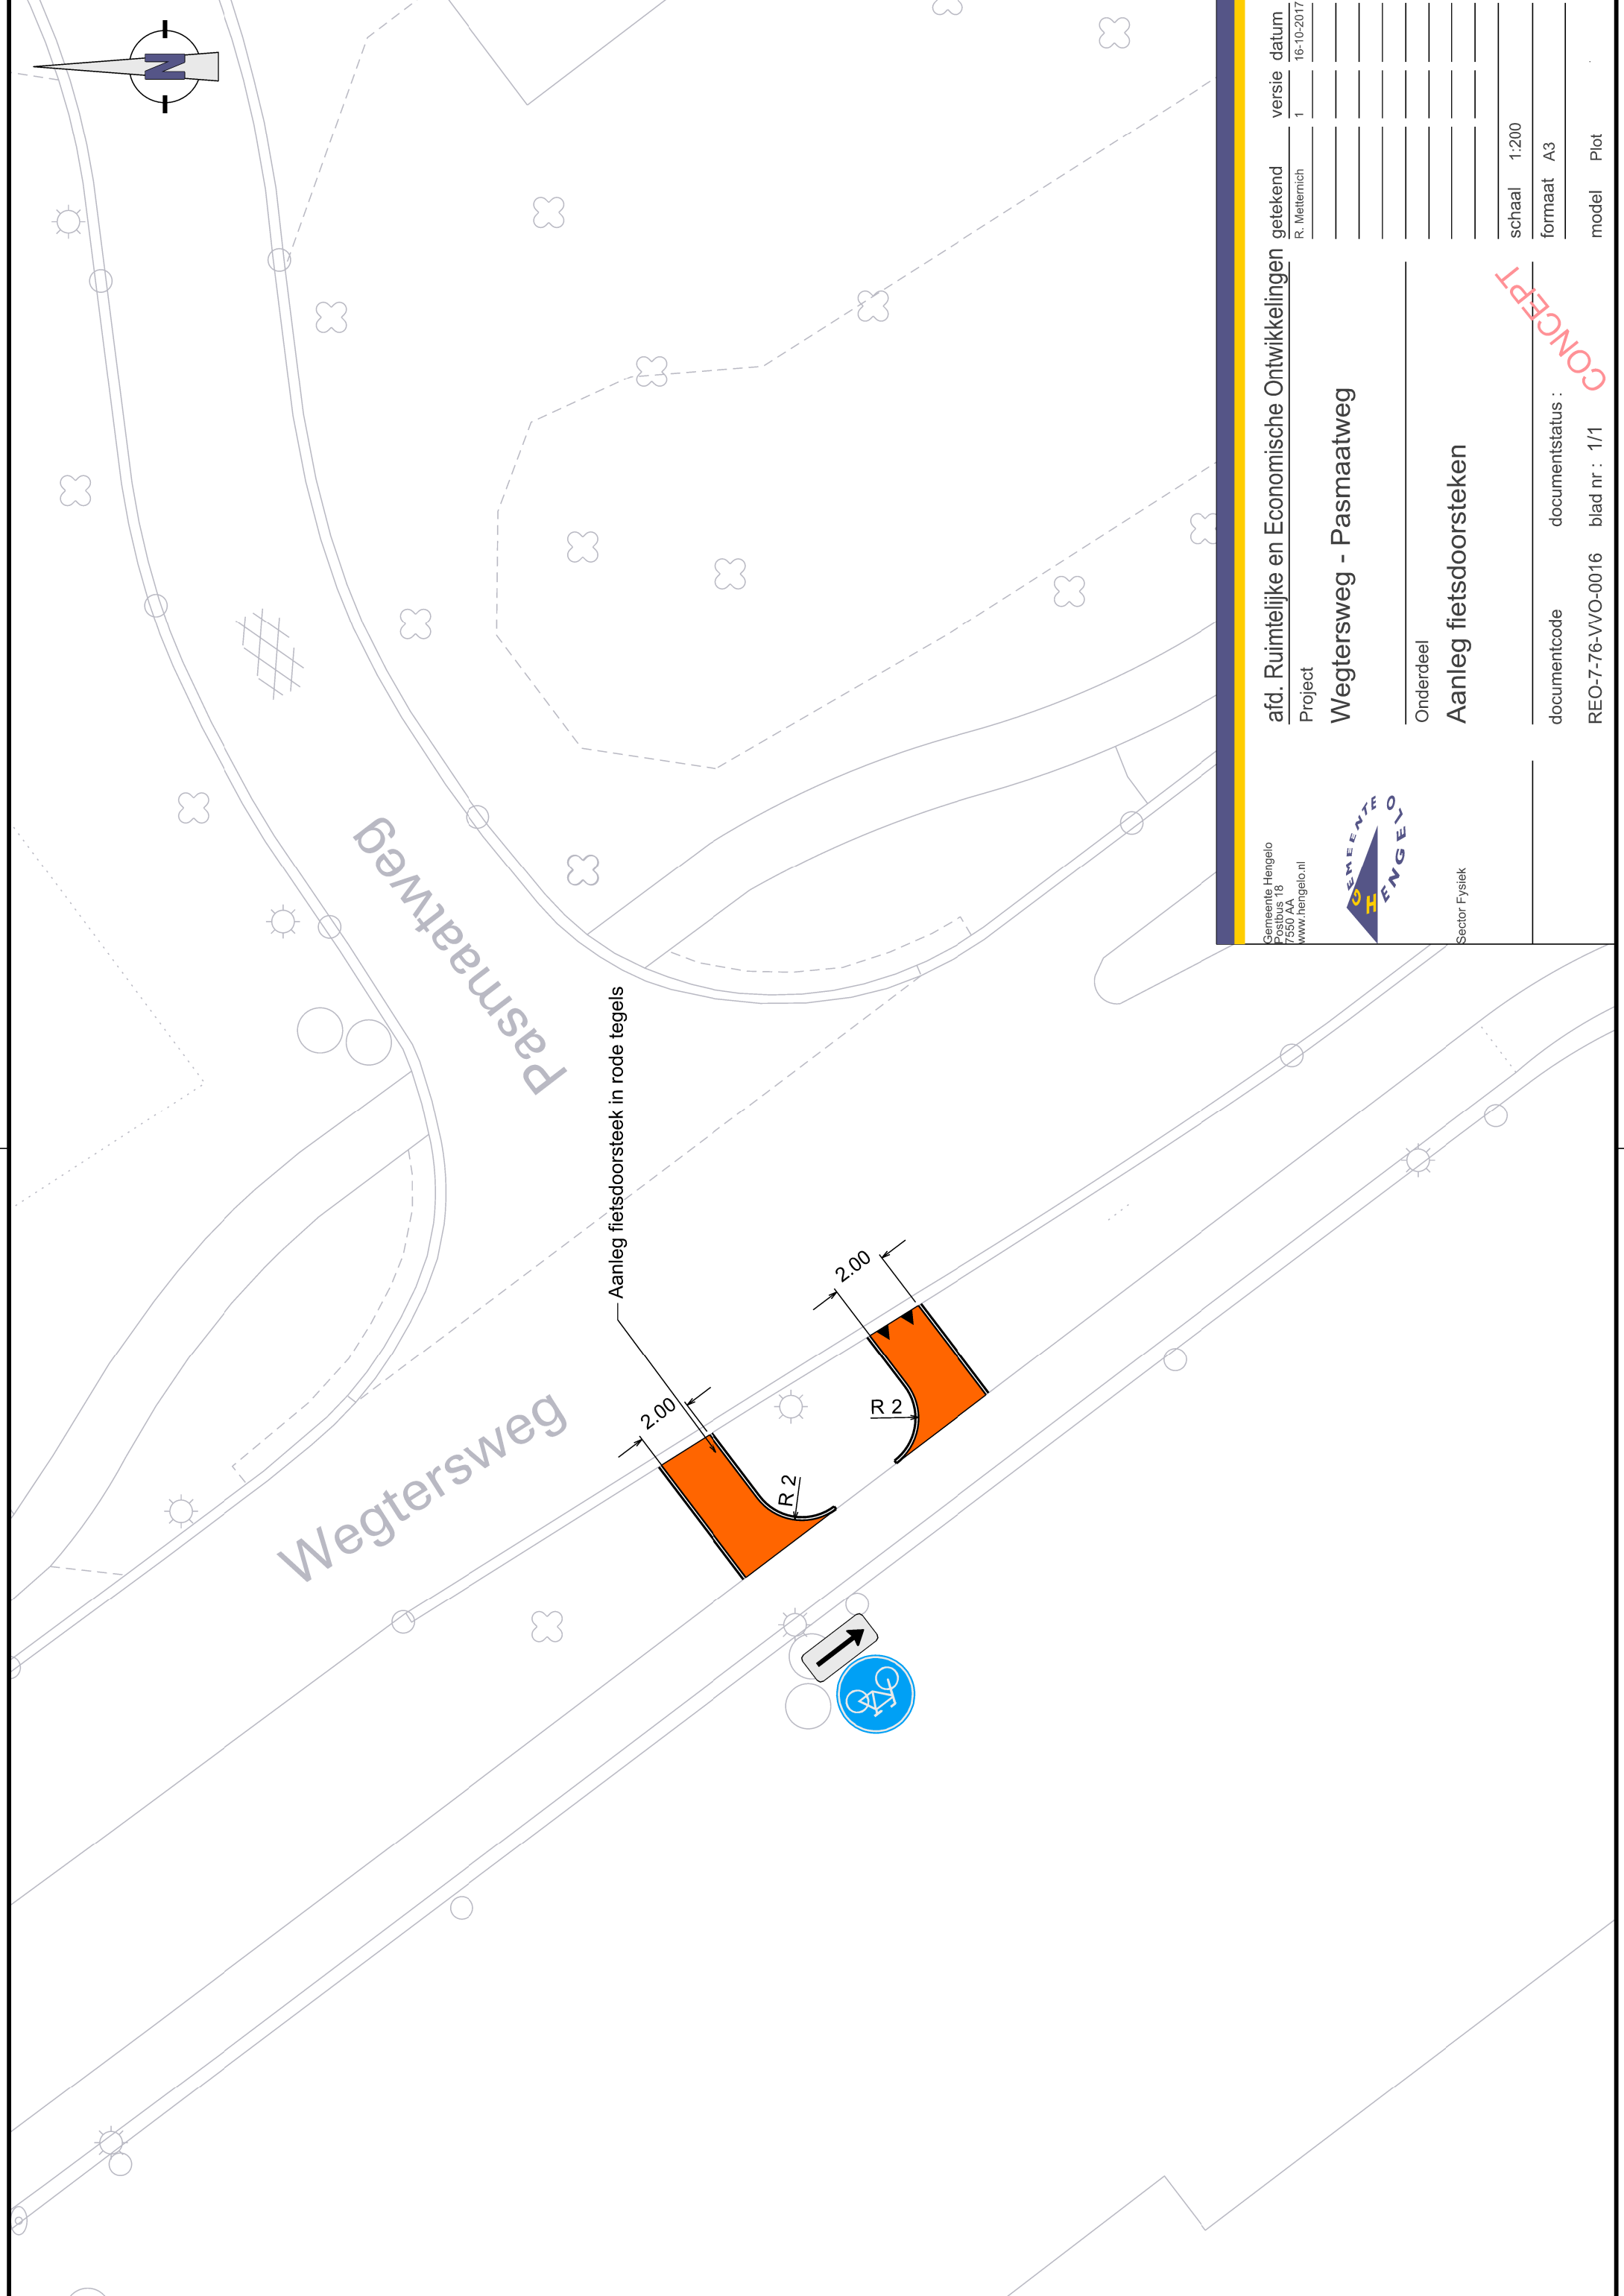 N
Pasmaatweg
Wegtersweg
Aanleg fietsdoorsteek in rode tegels
2.00
2.00
R 2
R 2
Gemeente Hengelo
Postbus 18
7550 AA
www.hengelo.nl
GEMEENTE
HENGELO
GH
Sector Fysiek
afd. Ruimtelijke en Economische Ontwikkelingen
Project
Wegtersweg - Pasmaatweg
Onderdeel
Aanleg fietsdoorsteken
documentcode
documentstatus :
REO-7-76-VVO-0016
blad nr : 1/1
CONCEPT
getekend versie datum
R. Metternich 1 16-10-2017
schaal 1:200
formaat A3
model Plot